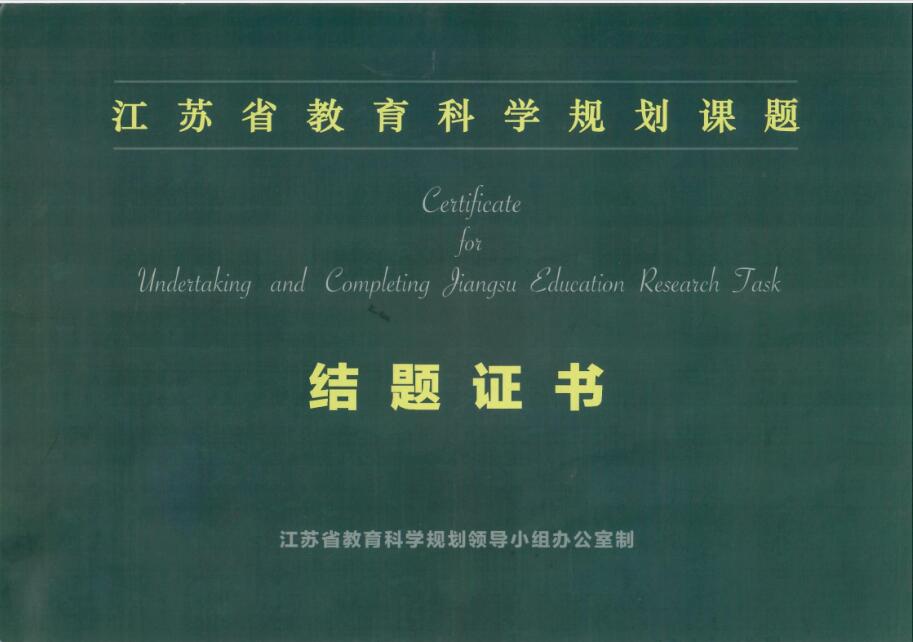 江苏省教育科学规划课题
Certificate
for
Undertaking and Completing Jiangsu Education Research Task
结题证书
江苏省教育科学规划领导小组办公室制